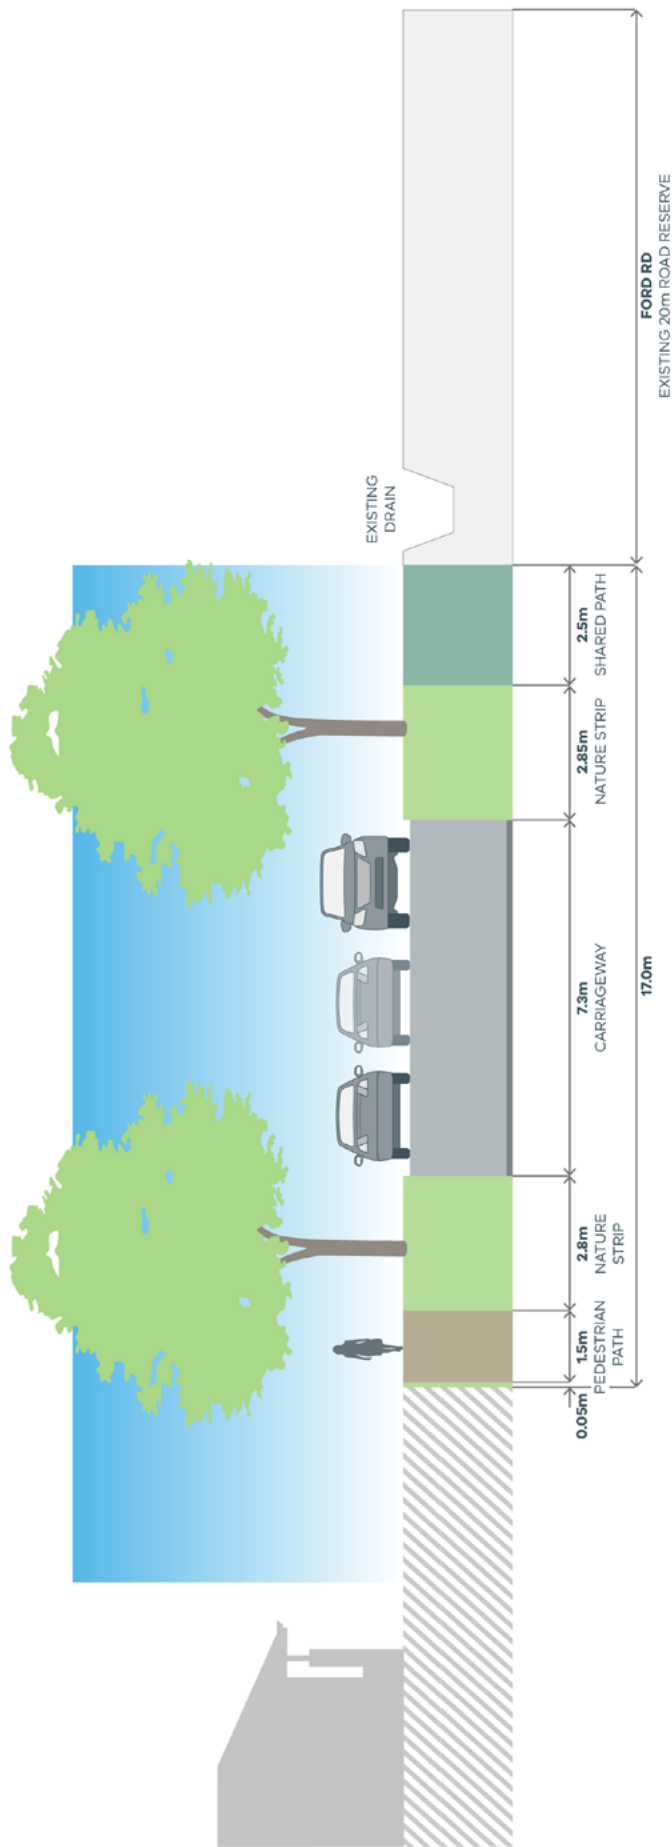 EXISTING
DRAIN
0.05m
1.5m
PEDESTRIAN
PATH
2.8m
NATURE
STRIP
7.3m
CARRIAGEWAY
2.85m
NATURE STRIP
2.5m
SHARED PATH
17.0m
FORD RD
EXISTING 20m ROAD RESERVE